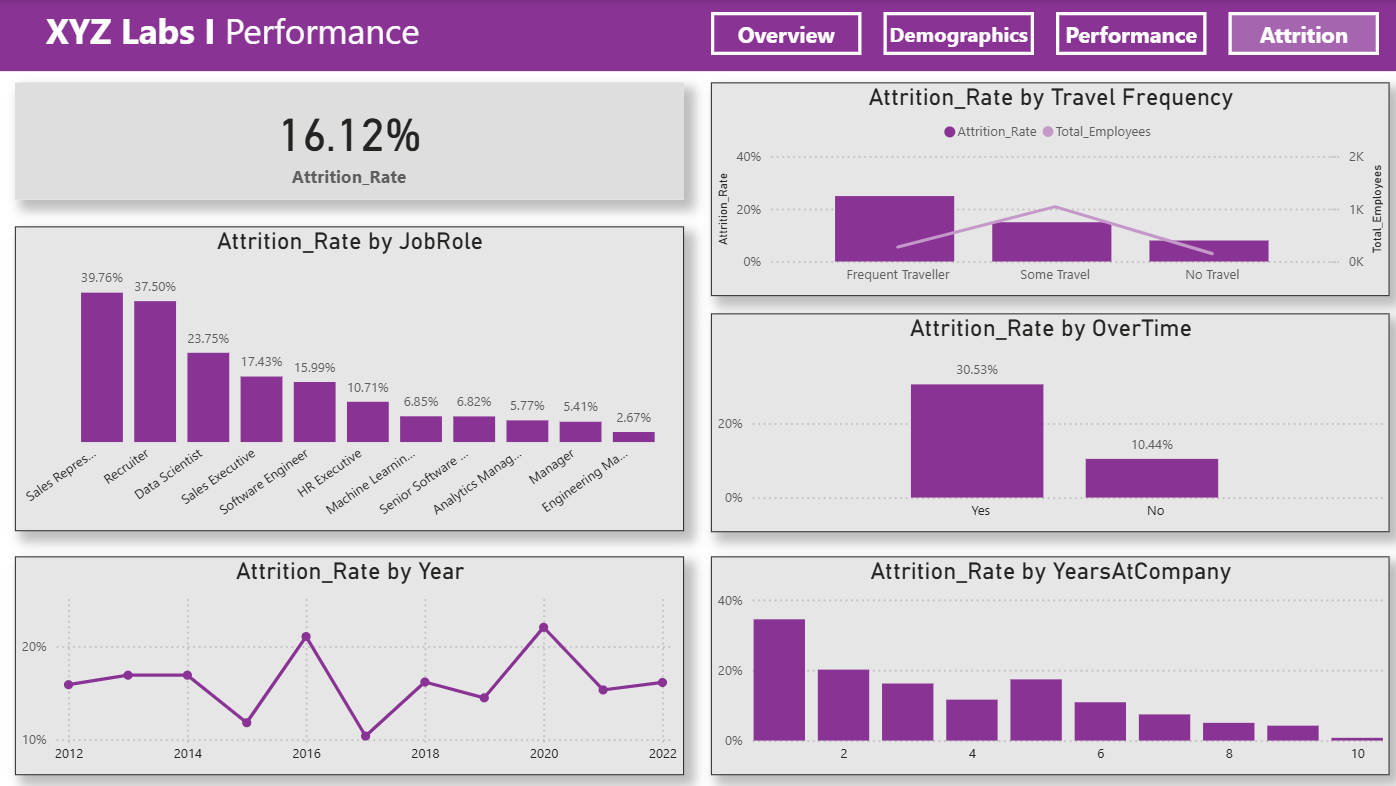 XYZ Labs I Performance
Overview
Demographics
Performance
Attrition
16.12%
Attrition_Rate
Attrition_Rate by JobRole
39.76%
37.50%
23.75%
17.43%
15.99%
10.71%
6.85%
6.82%
5.77%
5.41%
2.67%
Sales Repres...
Recruiter
Data Scientist
Sales Executive
Software Engineer
HR Executive
Machine Learnin...
Senior Software ...
Analytics Manag...
Manager
Engineering Ma...
Attrition_Rate by Year
20%
10%
2012
2014
2016
2018
2020
2022
Attrition_Rate by Travel Frequency
Attrition_Rate
Total_Employees
Attrition_Rate
40%
20%
0%
2K
1K
0K
Total_Employees
Frequent Traveller
Some Travel
No Travel
Attrition_Rate by OverTime
20%
0%
30.53%
10.44%
Yes
No
Attrition_Rate by YearsAtCompany
40%
20%
0%
2
4
6
8
10